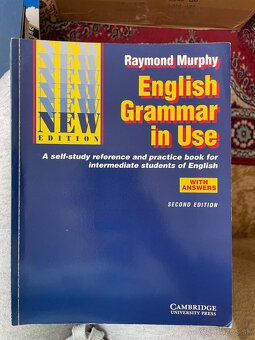 NEW
NEW
NEW
NEW
NEW
EDITION
Raymond Murphy
English
Grammar
in Use
A self-study reference and practice book for
intermediate students of English
WITH
ANSWERS
SECOND EDITION
CAMBRIDGE
UNIVERSITY PRESS